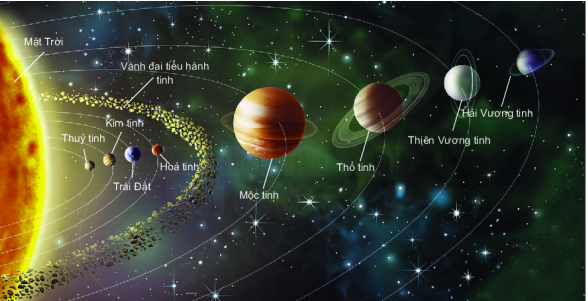 Mặt Trời
Vành đai tiểu hành
tinh
Thuỷ tinh
Kim tinh
Trái Đất
Hoả tinh
Mộc tinh
Thổ tinh
Thiên Vương tinh
Hải Vương tinh